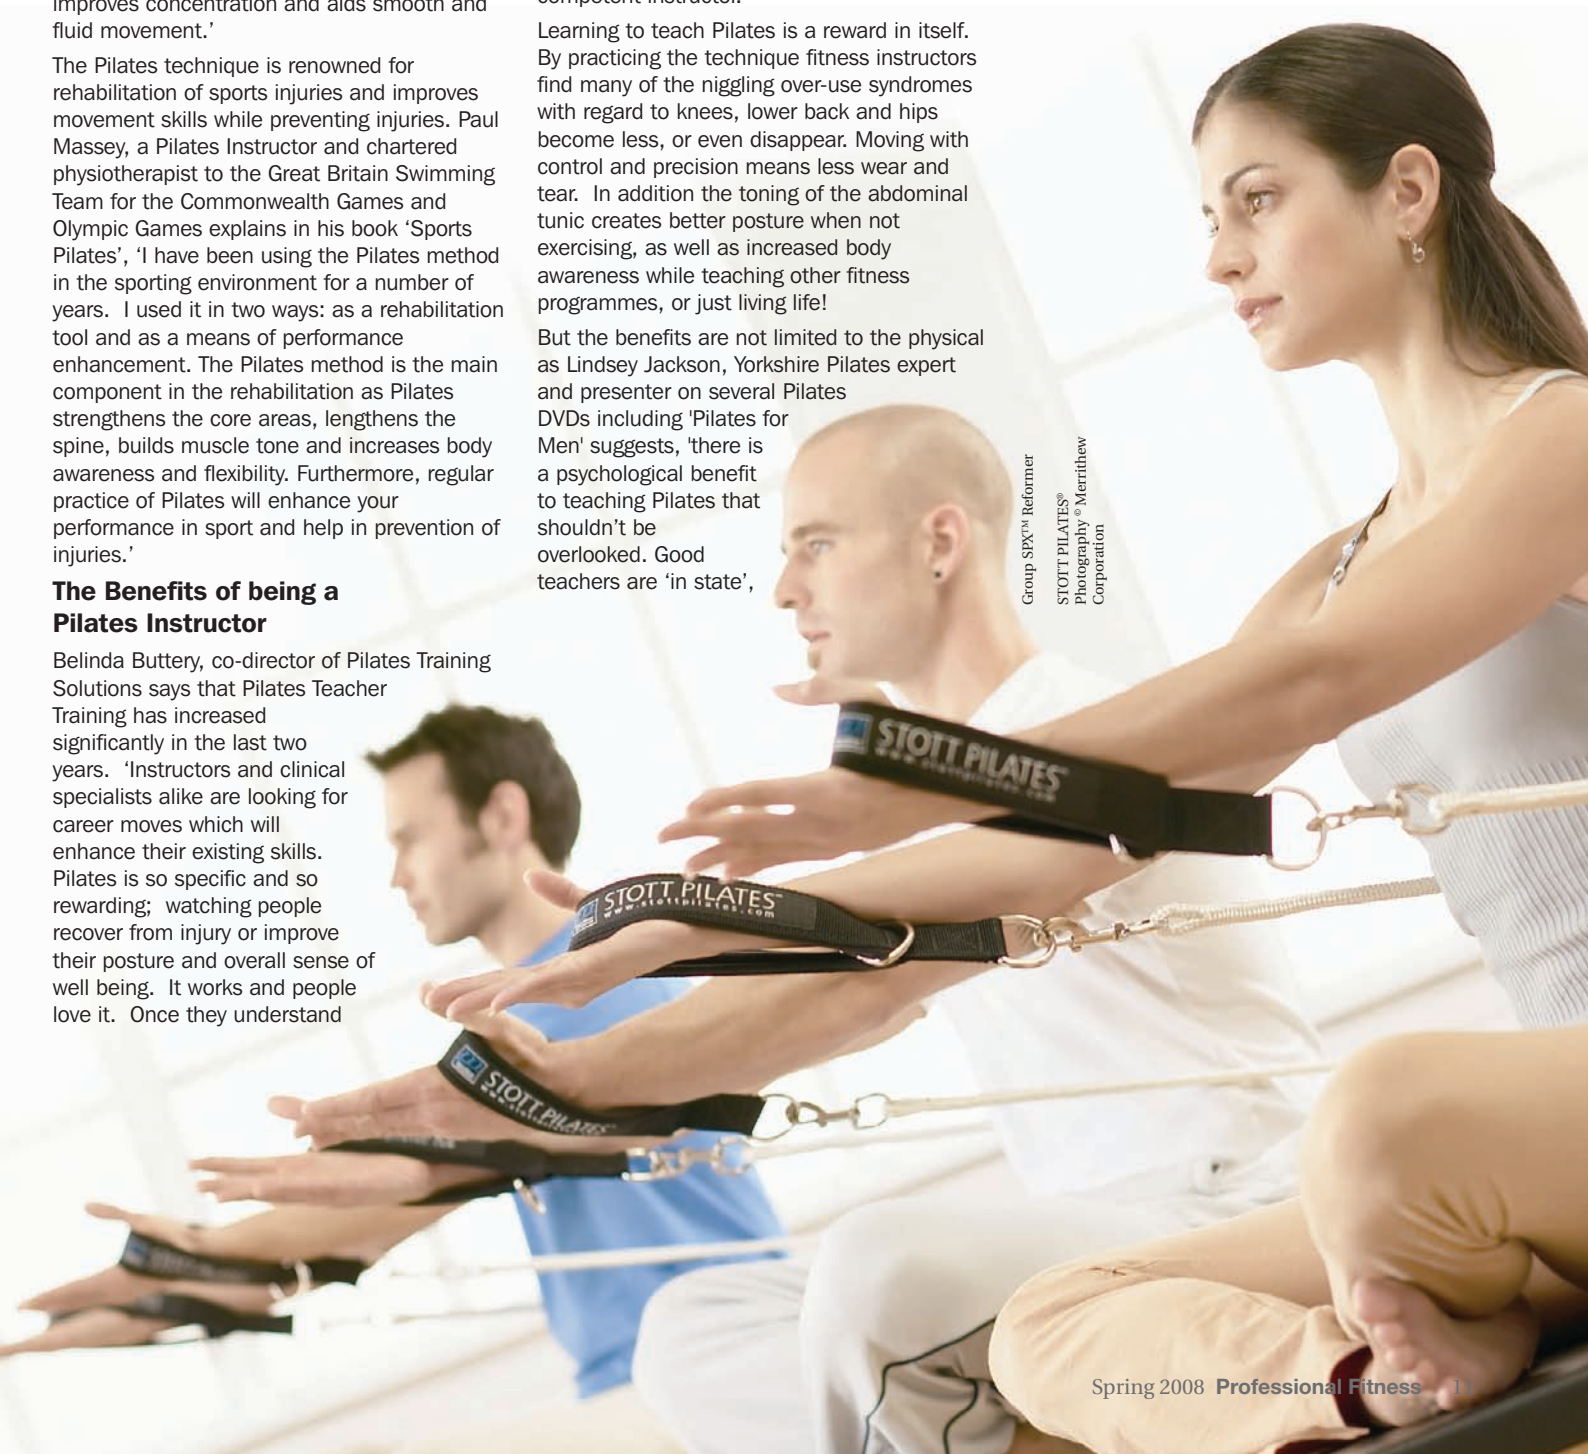 improves concentration and aids smooth and
fluid movement.’
The Pilates technique is renowned for
rehabilitation of sports injuries and improves
movement skills while preventing injuries. Paul
Massey, a Pilates Instructor and chartered
physiotherapist to the Great Britain Swimming
Team for the Commonwealth Games and
Olympic Games explains in his book ‘Sports
Pilates’, ‘I have been using the Pilates method
in the sporting environment for a number of
years.  I used it in two ways: as a rehabilitation
tool and as a means of performance
enhancement. The Pilates method is the main
component in the rehabilitation as Pilates
strengthens the core areas, lengthens the
spine, builds muscle tone and increases body
awareness and flexibility. Furthermore, regular
practice of Pilates will enhance your
performance in sport and help in prevention of
injuries.’
The Benefits of being a
Pilates Instructor
Belinda Buttery, co-director of Pilates Training
Solutions says that Pilates Teacher
Training has increased
significantly in the last two
years.  ‘Instructors and clinical
specialists alike are looking for
career moves which will
enhance their existing skills.
Pilates is so specific and so
rewarding;  watching people
recover from injury or improve
their posture and overall sense of
well being.  It works and people
love it.  Once they understand
competent instructor.
Learning to teach Pilates is a reward in itself.
By practicing the technique fitness instructors
find many of the niggling over-use syndromes
with regard to knees, lower back and hips
become less, or even disappear. Moving with
control and precision means less wear and
tear.  In addition the toning of the abdominal
tunic creates better posture when not
exercising, as well as increased body
awareness while teaching other fitness
programmes, or just living life!
But the benefits are not limited to the physical
as Lindsey Jackson, Yorkshire Pilates expert
and presenter on several Pilates
DVDs including 'Pilates for
Men' suggests, 'there is
a psychological benefit
to teaching Pilates that
shouldn’t be
overlooked. Good
teachers are ‘in state’,
Group SPX™ Reformer
STOTT PILATES®
Photography © Merrithew
Corporation
STOTT PILATES™
www.stottpilates.com
STOTT PILATES™
www.stottpilates.com
STOTT PILATES™
www.stottpilates.com
Spring 2008 Professional Fitness 11